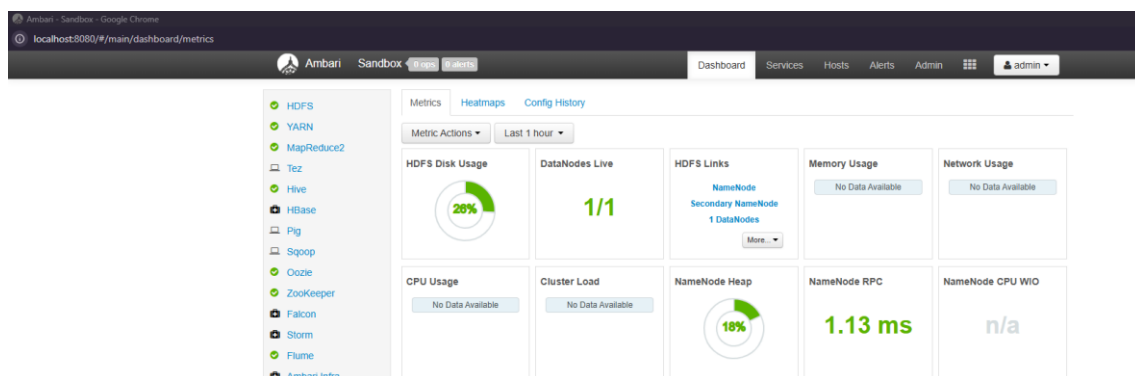 Ambari - Sandbox - Google Chrome
localhost:8080/#/main/dashboard/metrics
Ambari Sandbox 0 ops 0 alerts Dashboard Services Hosts Alerts Admin admin
HDFS
YARN
MapReduce2
Tez
Hive
HBase
Pig
Sqoop
Oozie
ZooKeeper
Falcon
Storm
Flume
Ambari Infra
Metrics Heatmaps Config History
Metric Actions Last 1 hour
HDFS Disk Usage
26%
DataNodes Live
1/1
HDFS Links
NameNode
Secondary NameNode
1 DataNodes
More...
Memory Usage
No Data Available
Network Usage
No Data Available
CPU Usage
No Data Available
Cluster Load
No Data Available
NameNode Heap
18%
NameNode RPC
1.13 ms
NameNode CPU WIO
n/a